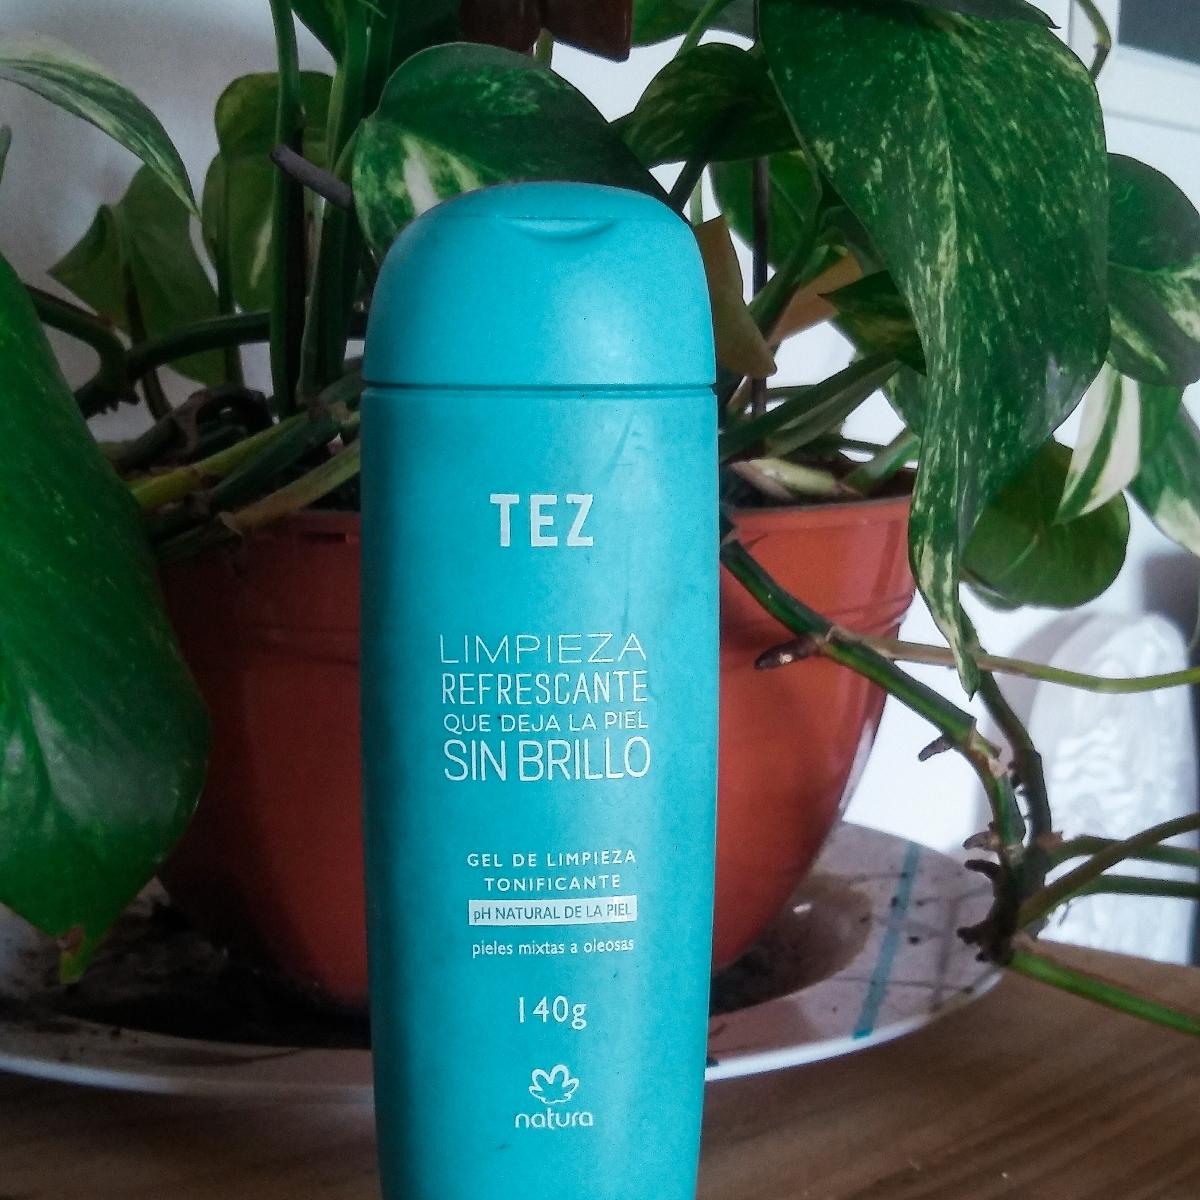 TEZ
LIMPIEZA
REFRESCANTE
QUE DEJA LA PIEL
SIN BRILLO
GEL DE LIMPIEZA
TONIFICANTE
pH NATURAL DE LA PIEL
pieles mixtas a oleosas
140g
natura